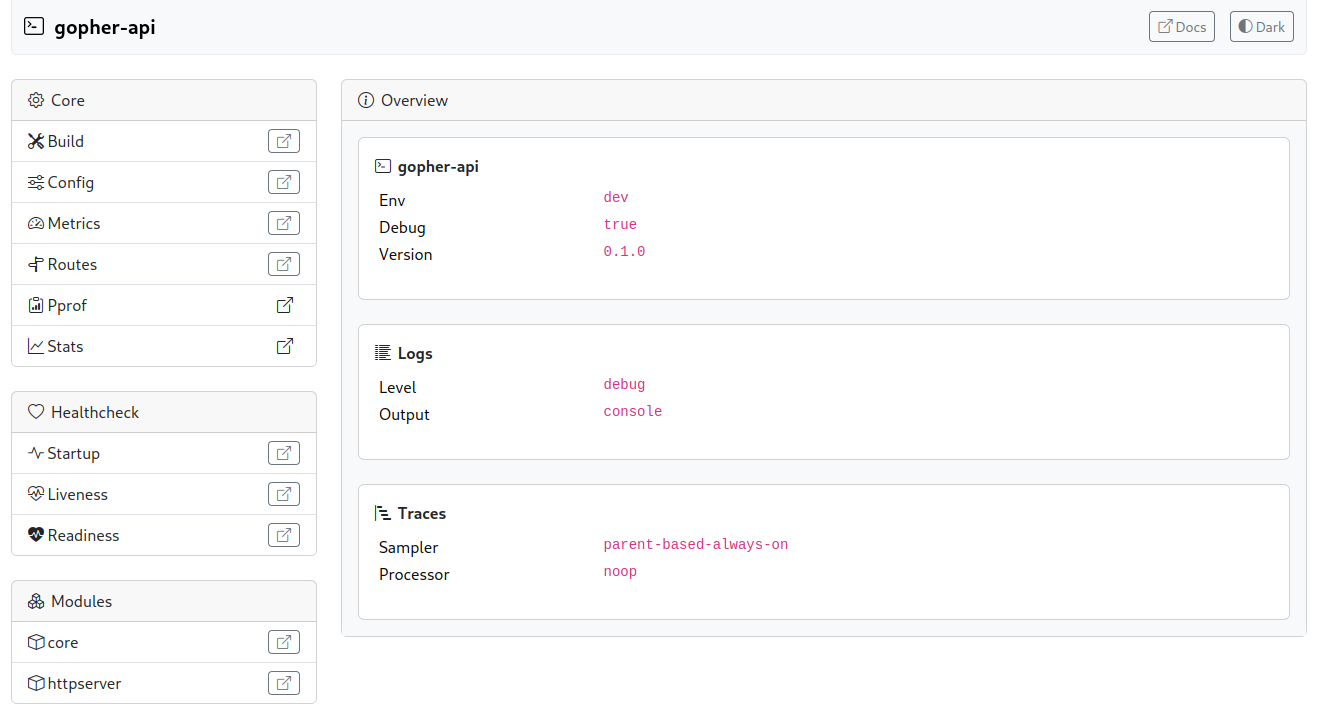 gopher-api
Docs
Dark
Core
Build
Config
Metrics
Routes
Pprof
Stats
Healthcheck
Startup
Liveness
Readiness
Modules
core
httpserver
Overview
gopher-api
Env dev
Debug true
Version 0.1.0
Logs
Level debug
Output console
Traces
Sampler parent-based-always-on
Processor noop